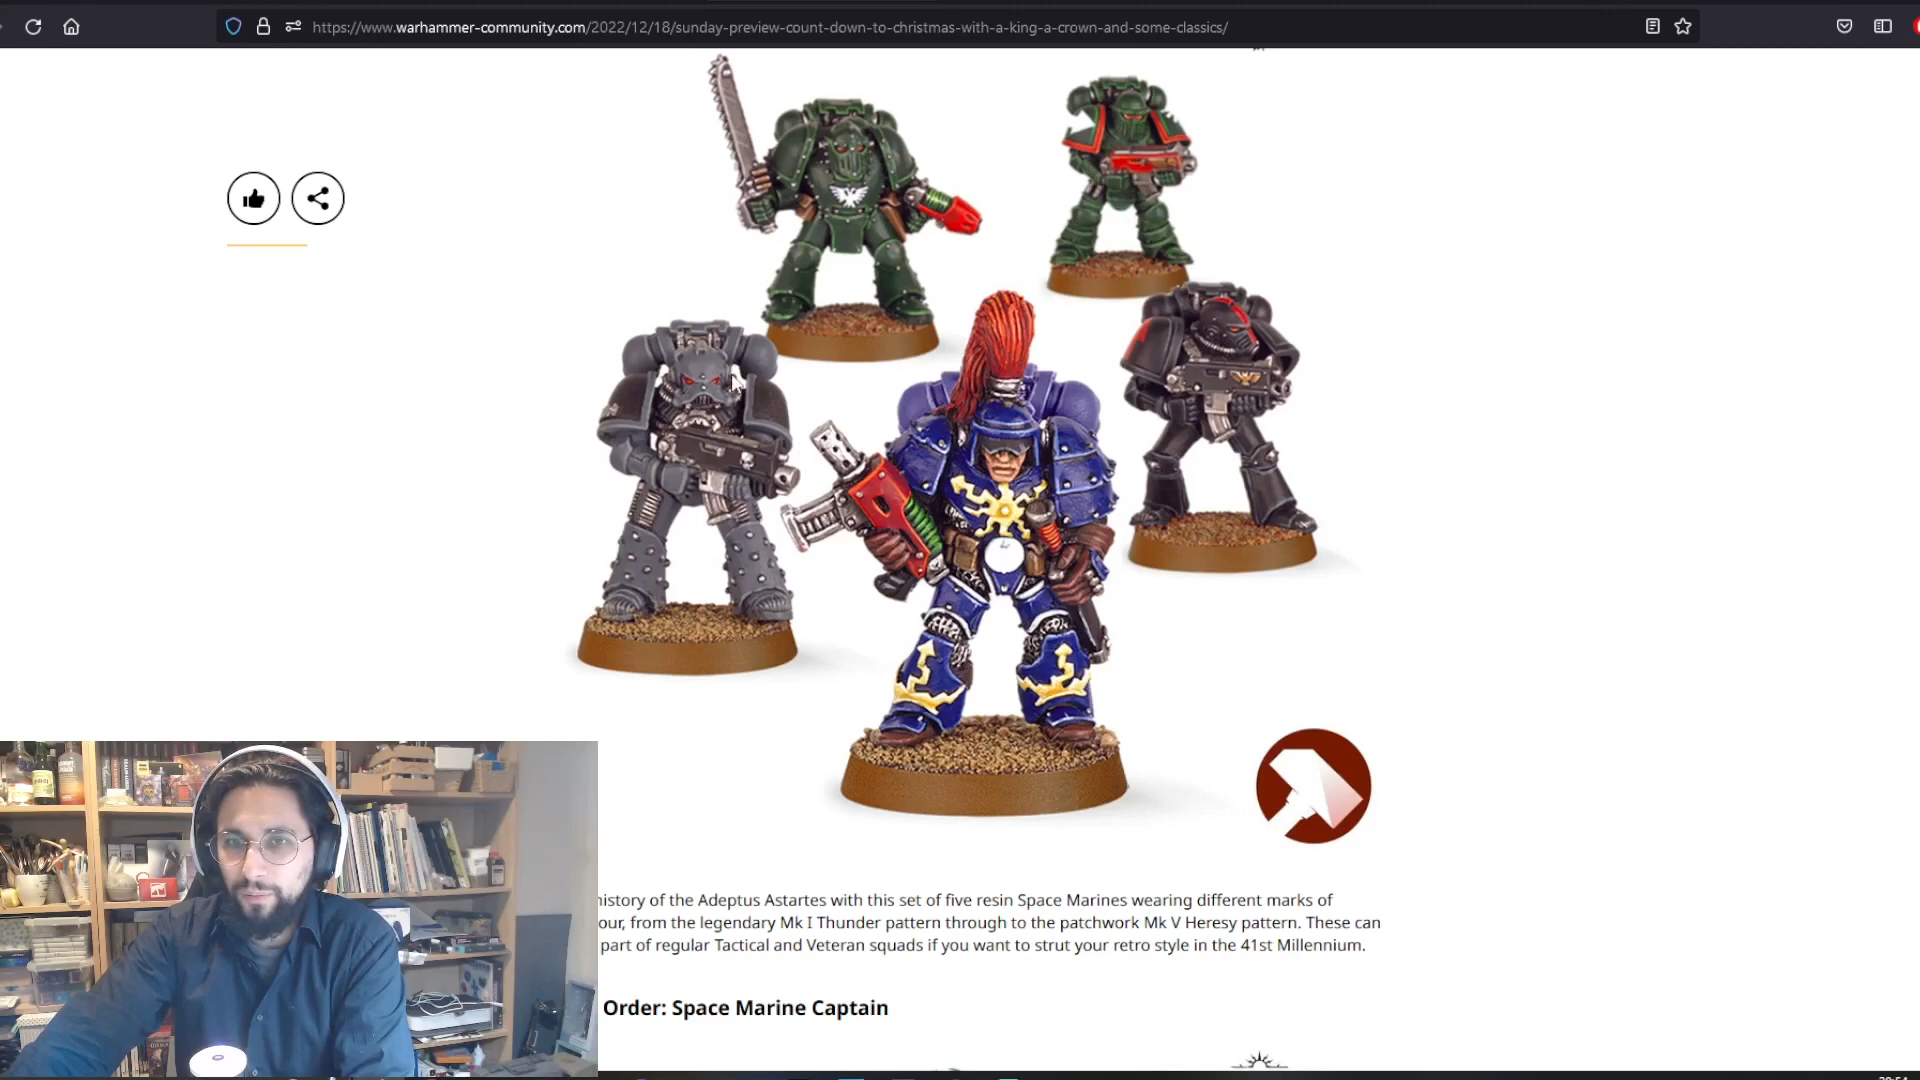 https://www.warhammer-community.com/2022/12/18/sunday-preview-count-down-to-christmas-with-a-king-a-crown-and-some-classics/
history of the Adeptus Astartes with this set of five resin Space Marines wearing different marks of
our, from the legendary Mk I Thunder pattern through to the patchwork Mk V Heresy pattern. These can
part of regular Tactical and Veteran squads if you want to strut your retro style in the 41st Millennium.
Order: Space Marine Captain